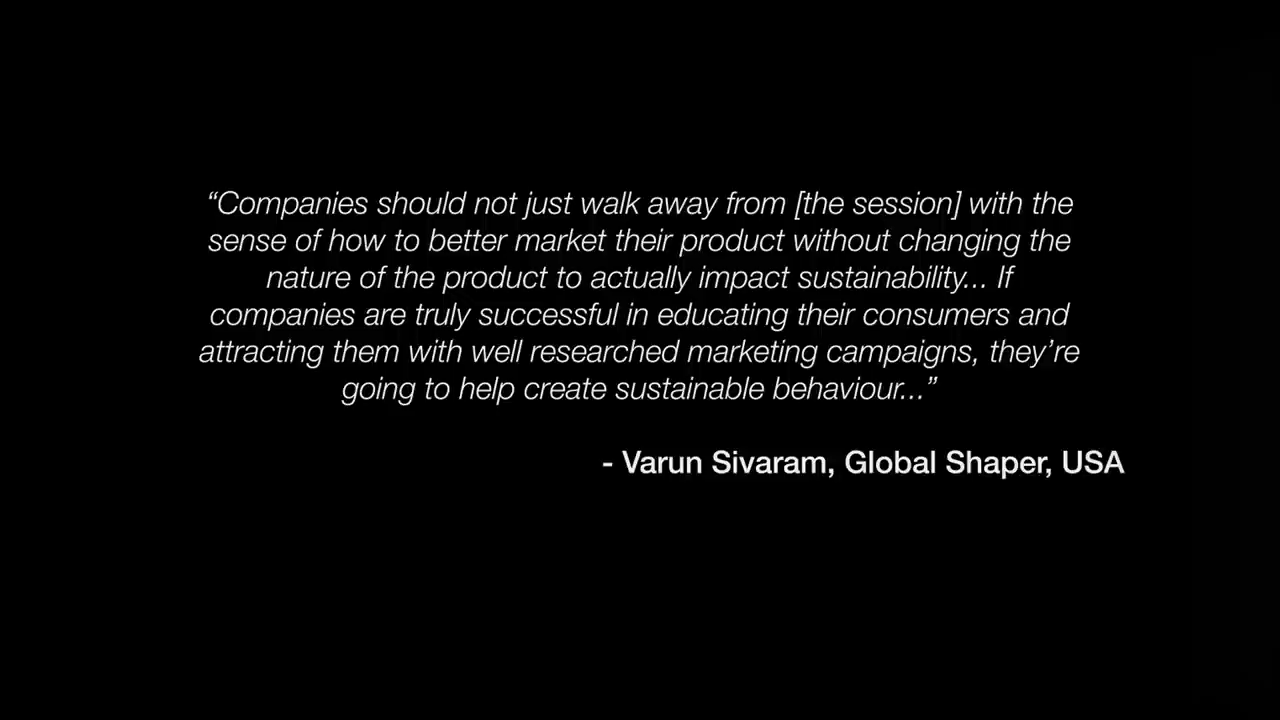 “Companies should not just walk away from [the session] with the
sense of how to better market their product without changing the
nature of the product to actually impact sustainability... If
companies are truly successful in educating their consumers and
attracting them with well researched marketing campaigns, they’re
going to help create sustainable behaviour...”
- Varun Sivaram, Global Shaper, USA